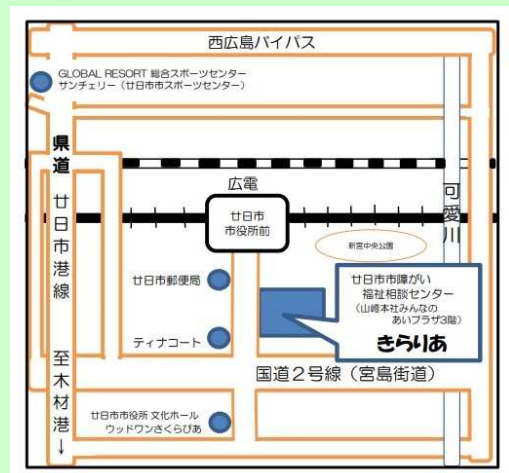 西広島バイパス
GLOBAL RESORT 総合スポーツセンター
サンチェリー（廿日市市スポーツセンター）
県道 廿日市港線 至木材港↓
広電
廿日市
市役所前
可愛川
新宮中央公園
廿日市郵便局
廿日市市障がい
福祉相談センター
（山崎本社みんなの
あいプラザ3階）
きらりあ
ティナコート
国道２号線（宮島街道）
廿日市市役所 文化ホール
ウッドワンさくらぴあ